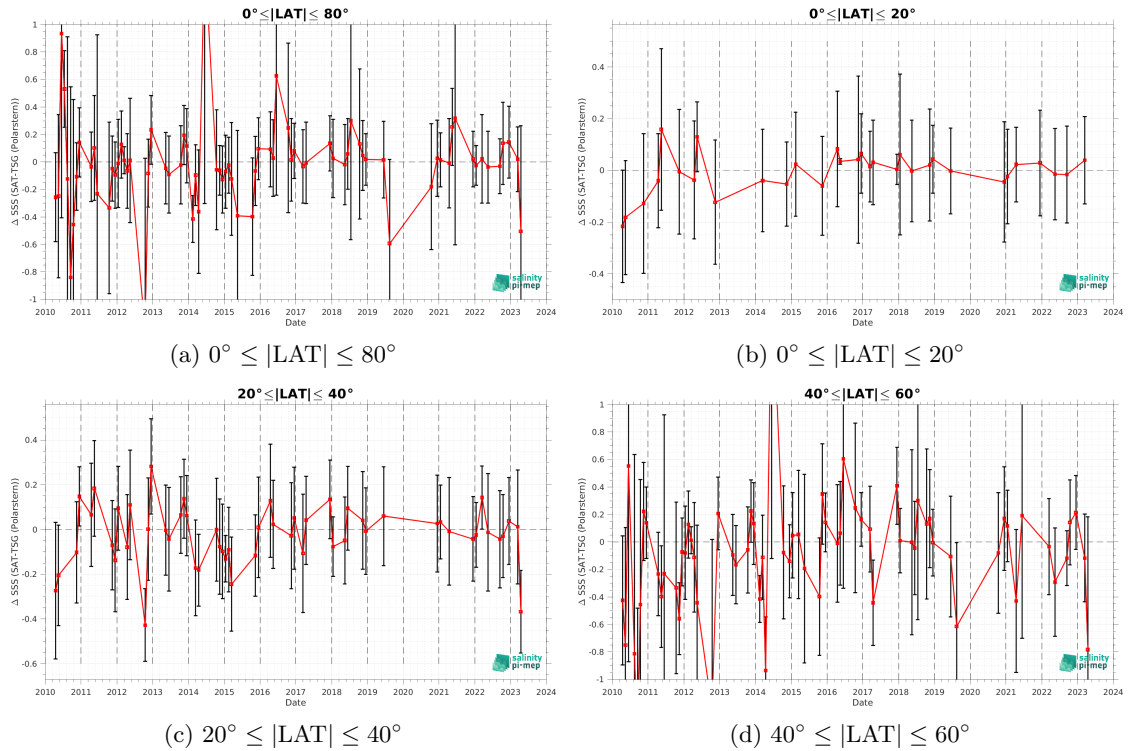 0°≤|LAT|≤ 80°
Δ SSS (SAT-TSG (Polarstern))
1
0.8
0.6
0.4
0.2
0
-0.2
-0.4
-0.6
-0.8
-1
2010 2011 2012 2013 2014 2015 2016 2017 2018 2019 2020 2021 2022 2023 2024
Date
salinity
pi-mep
(a) 0° ≤ |LAT| ≤ 80°
0°≤|LAT|≤ 20°
Δ SSS (SAT-TSG (Polarstern))
0.4
0.2
0
-0.2
-0.4
2010 2011 2012 2013 2014 2015 2016 2017 2018 2019 2020 2021 2022 2023 2024
Date
salinity
pi-mep
(b) 0° ≤ |LAT| ≤ 20°
20°≤|LAT|≤ 40°
Δ SSS (SAT-TSG (Polarstern))
0.4
0.2
0
-0.2
-0.4
-0.6
2010 2011 2012 2013 2014 2015 2016 2017 2018 2019 2020 2021 2022 2023 2024
Date
salinity
pi-mep
(c) 20° ≤ |LAT| ≤ 40°
40°≤|LAT|≤ 60°
Δ SSS (SAT-TSG (Polarstern))
1
0.8
0.6
0.4
0.2
0
-0.2
-0.4
-0.6
-0.8
-1
2010 2011 2012 2013 2014 2015 2016 2017 2018 2019 2020 2021 2022 2023 2024
Date
salinity
pi-mep
(d) 40° ≤ |LAT| ≤ 60°